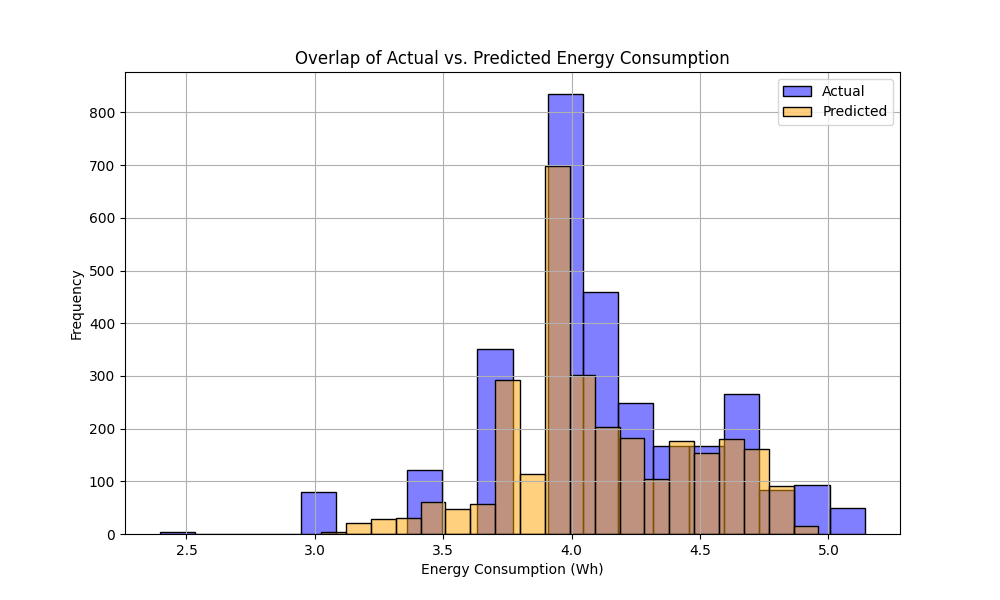 Overlap of Actual vs. Predicted Energy Consumption
Actual
Predicted
800
700
600
500
400
300
200
100
0
Frequency
2.5 3.0 3.5 4.0 4.5 5.0
Energy Consumption (Wh)